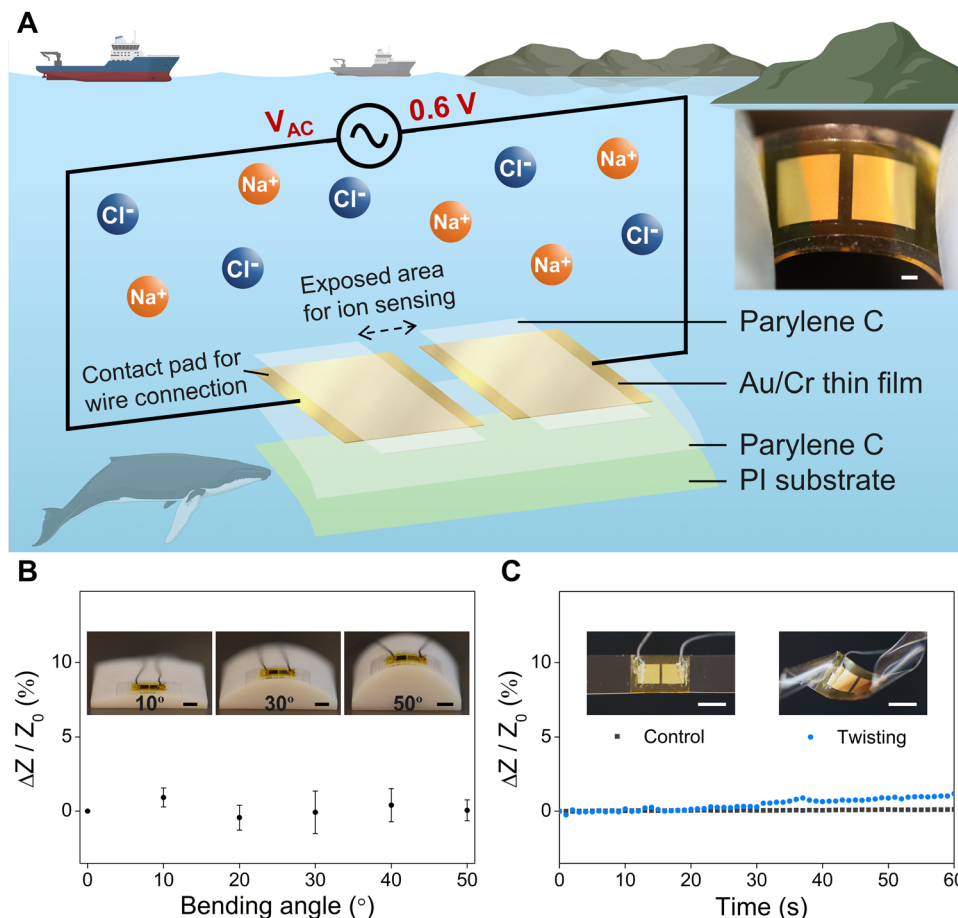 A
V_AC
0.6 V
Cl⁻
Na⁺
Cl⁻
Cl⁻
Na⁺
Na⁺
Cl⁻
Na⁺
Cl⁻
Na⁺
Exposed area
for ion sensing
Contact pad for
wire connection
Parylene C
Au/Cr thin film
Parylene C
PI substrate
B
ΔZ / Z₀ (%)
10
5
0
10°
30°
50°
0
10
20
30
40
50
Bending angle (°)
C
ΔZ / Z₀ (%)
10
5
0
Control
Twisting
0
10
20
30
40
50
60
Time (s)